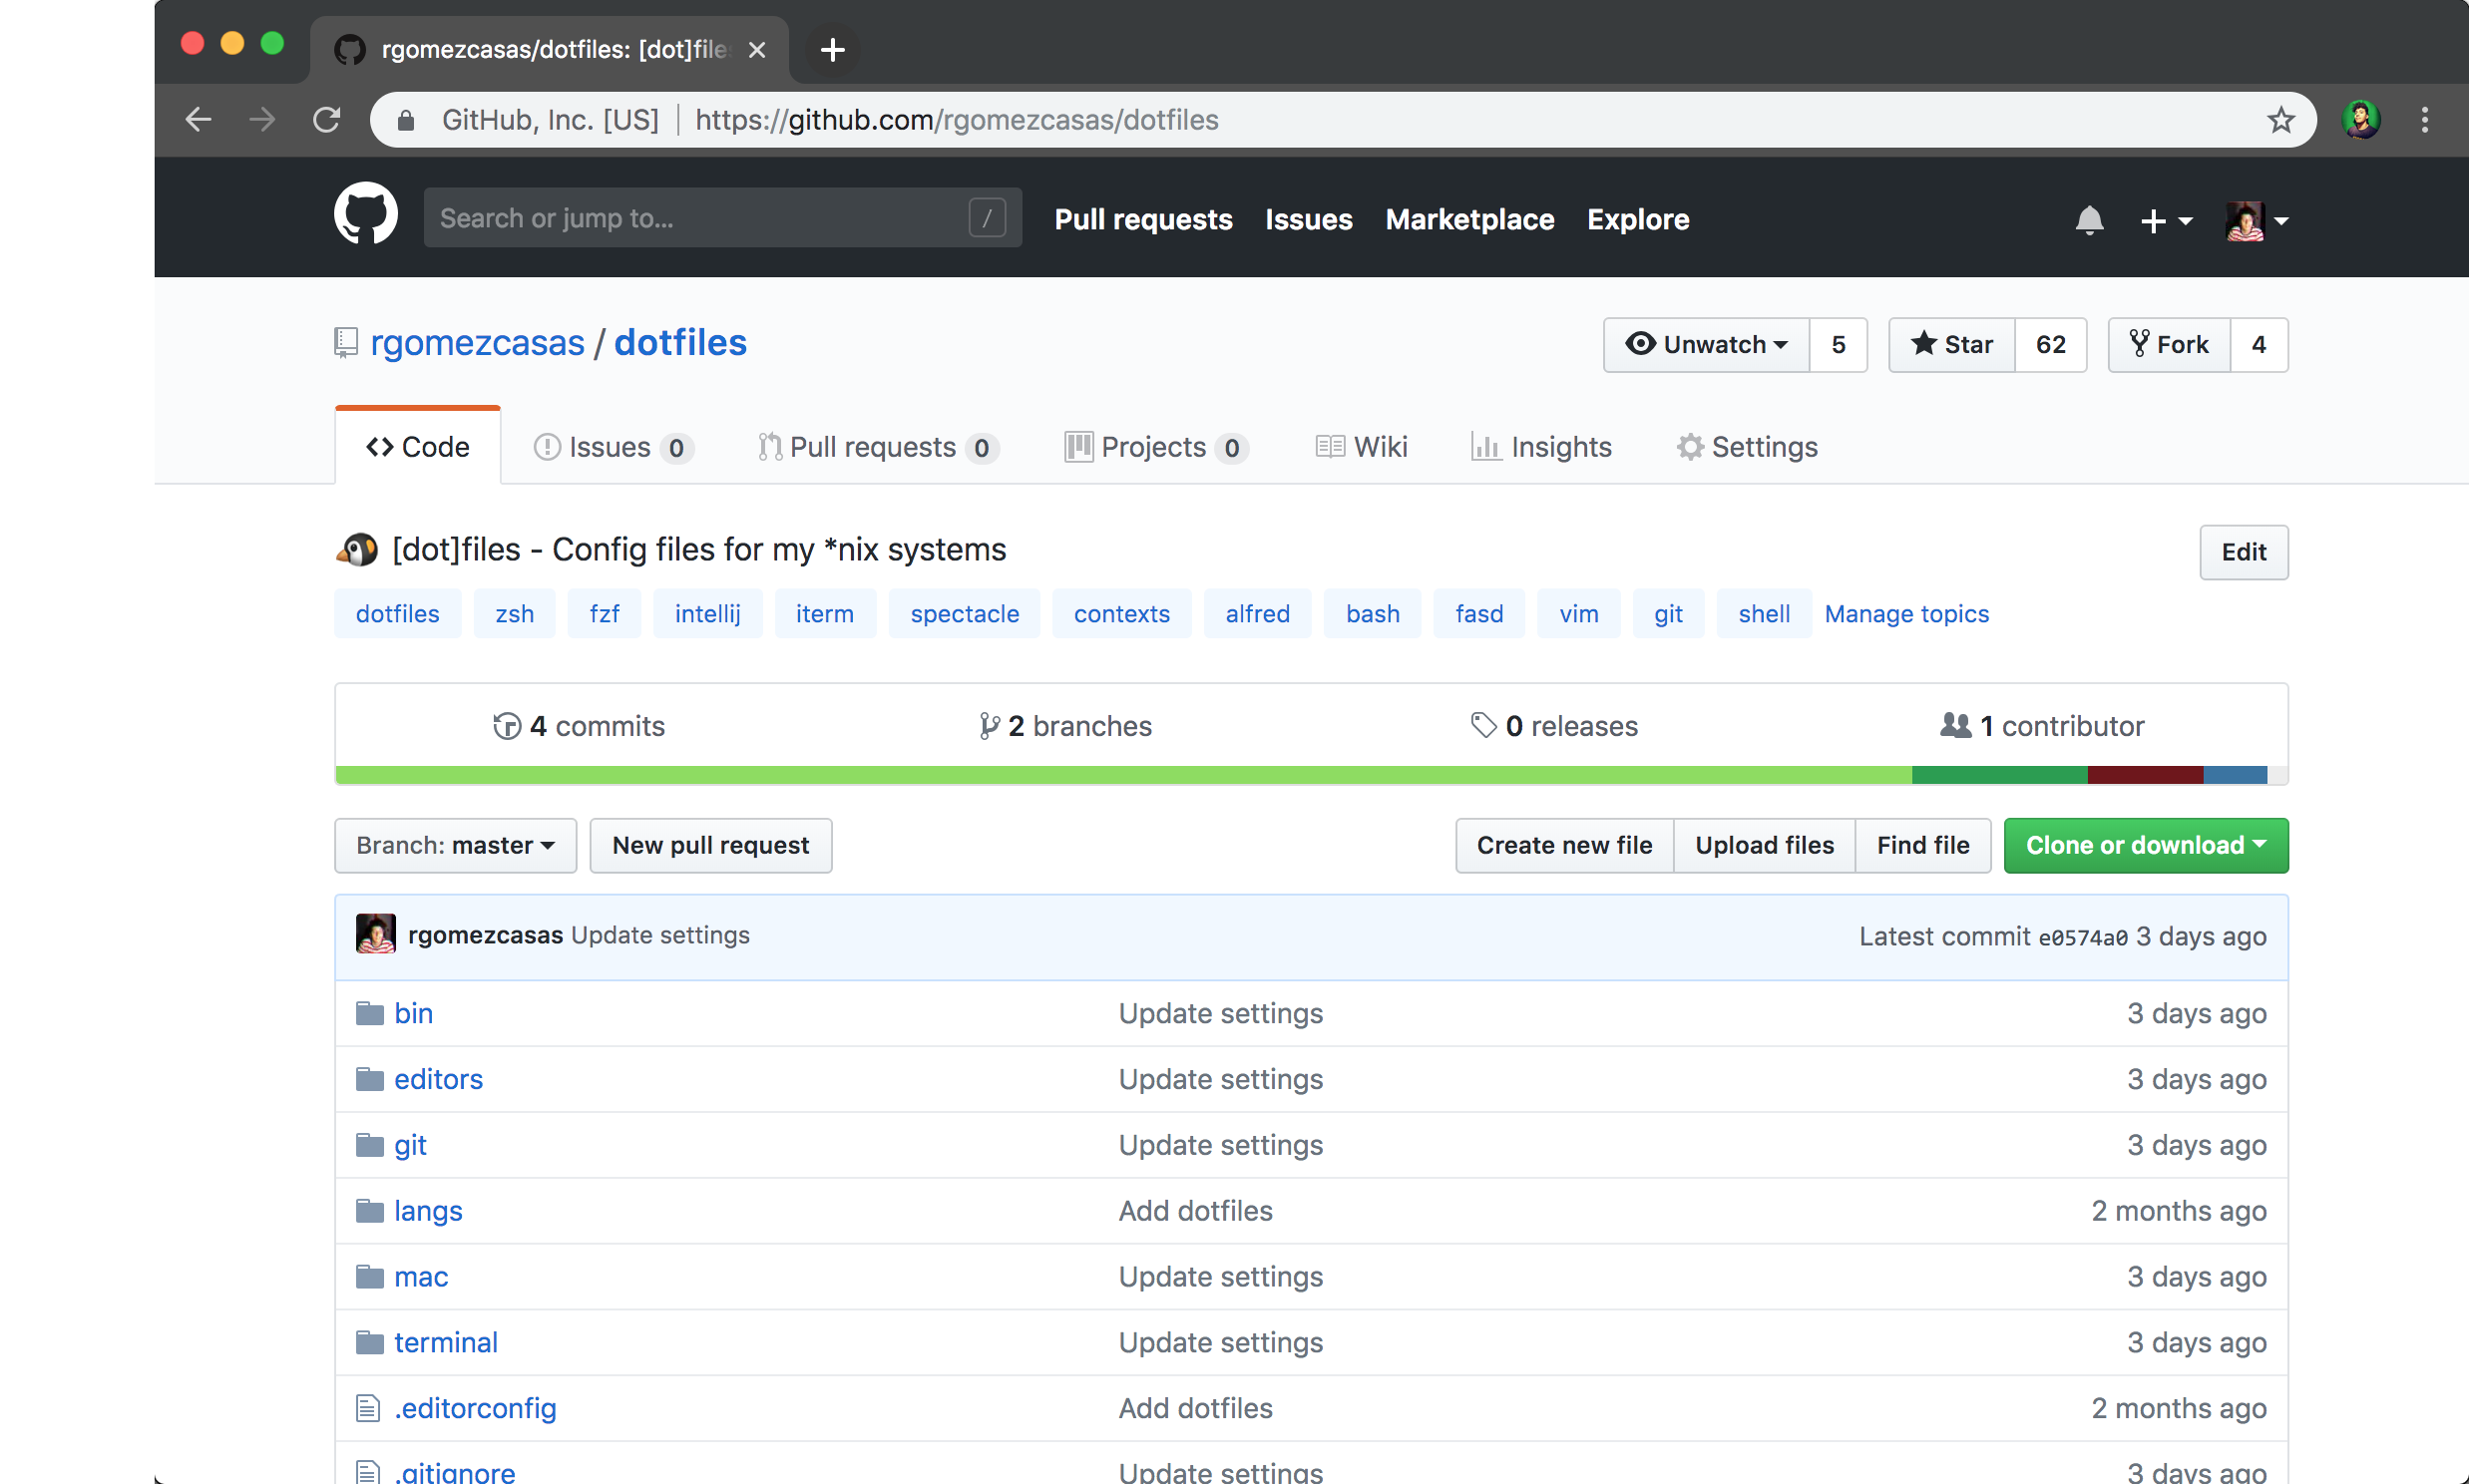 rgomezcasas/dotfiles: [dot]file
GitHub, Inc. [US] https://github.com/rgomezcasas/dotfiles
Search or jump to... / Pull requests Issues Marketplace Explore
rgomezcasas / dotfiles Unwatch 5 Star 62 Fork 4
Code Issues 0 Pull requests 0 Projects 0 Wiki Insights Settings
[dot]files - Config files for my *nix systems Edit
dotfiles zsh fzf intellij iterm spectacle contexts alfred bash fasd vim git shell Manage topics
4 commits 2 branches 0 releases 1 contributor
Branch: master New pull request Create new file Upload files Find file Clone or download
rgomezcasas Update settings Latest commit e0574a0 3 days ago
bin Update settings 3 days ago
editors Update settings 3 days ago
git Update settings 3 days ago
langs Add dotfiles 2 months ago
mac Update settings 3 days ago
terminal Update settings 3 days ago
.editorconfig Add dotfiles 2 months ago
.gitignore Update settings 3 days ago